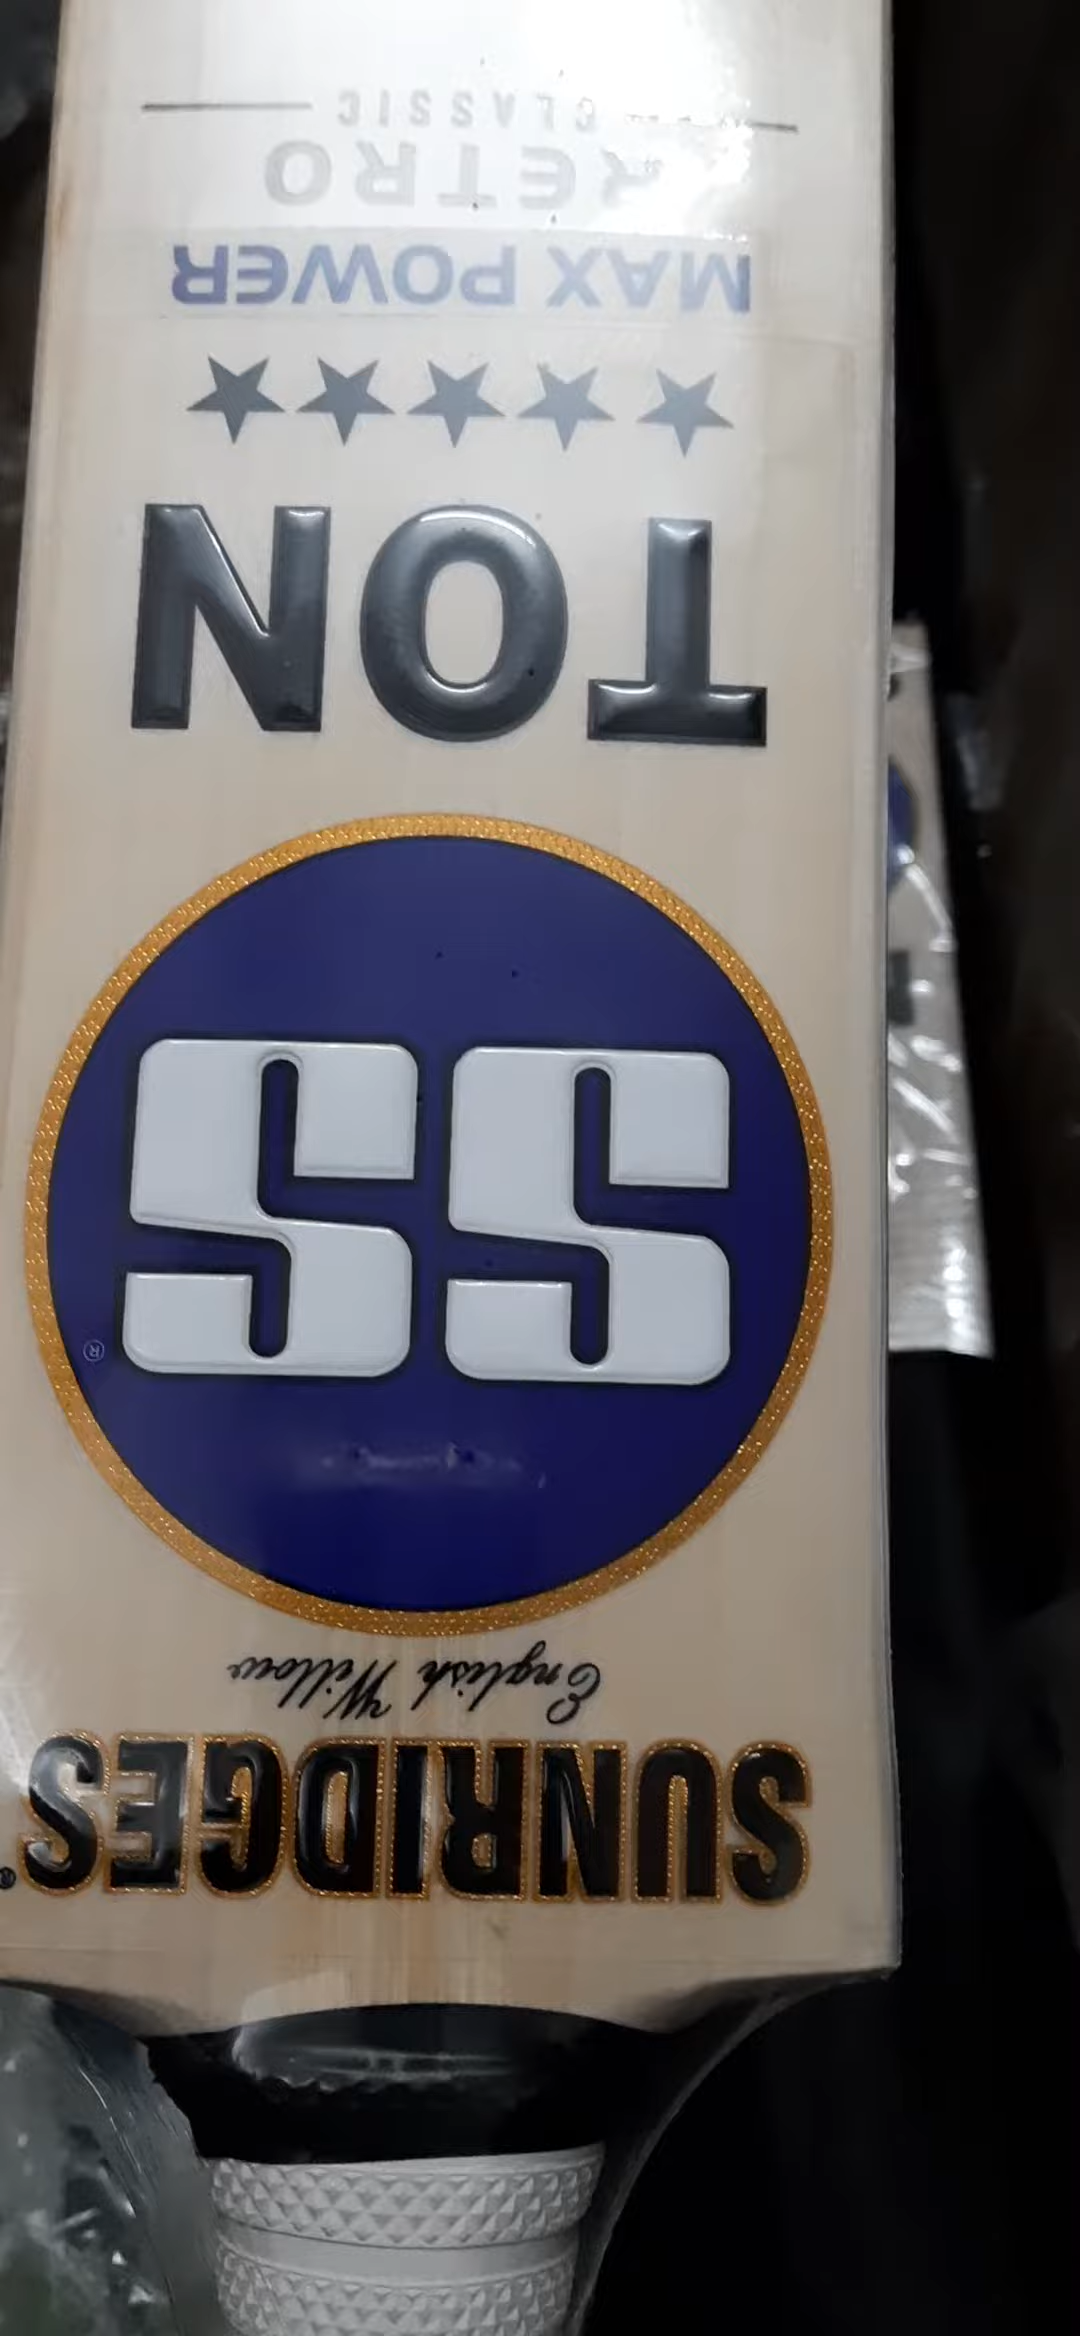 SUNRIDGES®
English Willow
SS
®
TON
MAX POWER
RETRO
CLASSIC